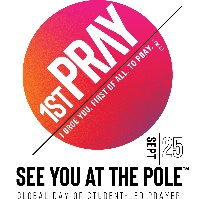 1ST PRAY
I URGE YOU, FIRST OF ALL, TO PRAY.
SEPT 25
SEE YOU AT THE POLE™
GLOBAL DAY OF STUDENT-LED PRAYER